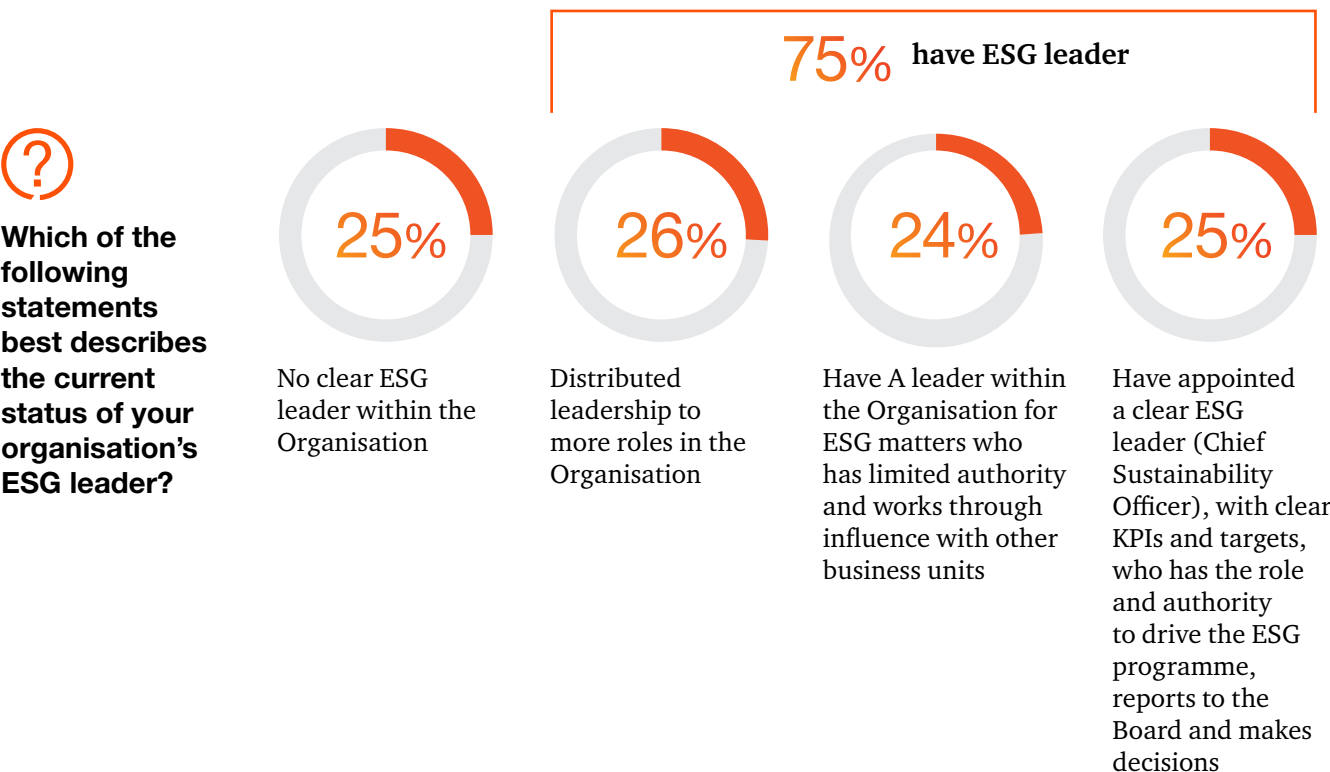 75% have ESG leader
?
Which of the
following
statements
best describes
the current
status of your
organisation’s
ESG leader?
25%
No clear ESG
leader within the
Organisation
26%
Distributed
leadership to
more roles in the
Organisation
24%
Have A leader within
the Organisation for
ESG matters who
has limited authority
and works through
influence with other
business units
25%
Have appointed
a clear ESG
leader (Chief
Sustainability
Officer), with clear
KPIs and targets,
who has the role
and authority
to drive the ESG
programme,
reports to the
Board and makes
decisions